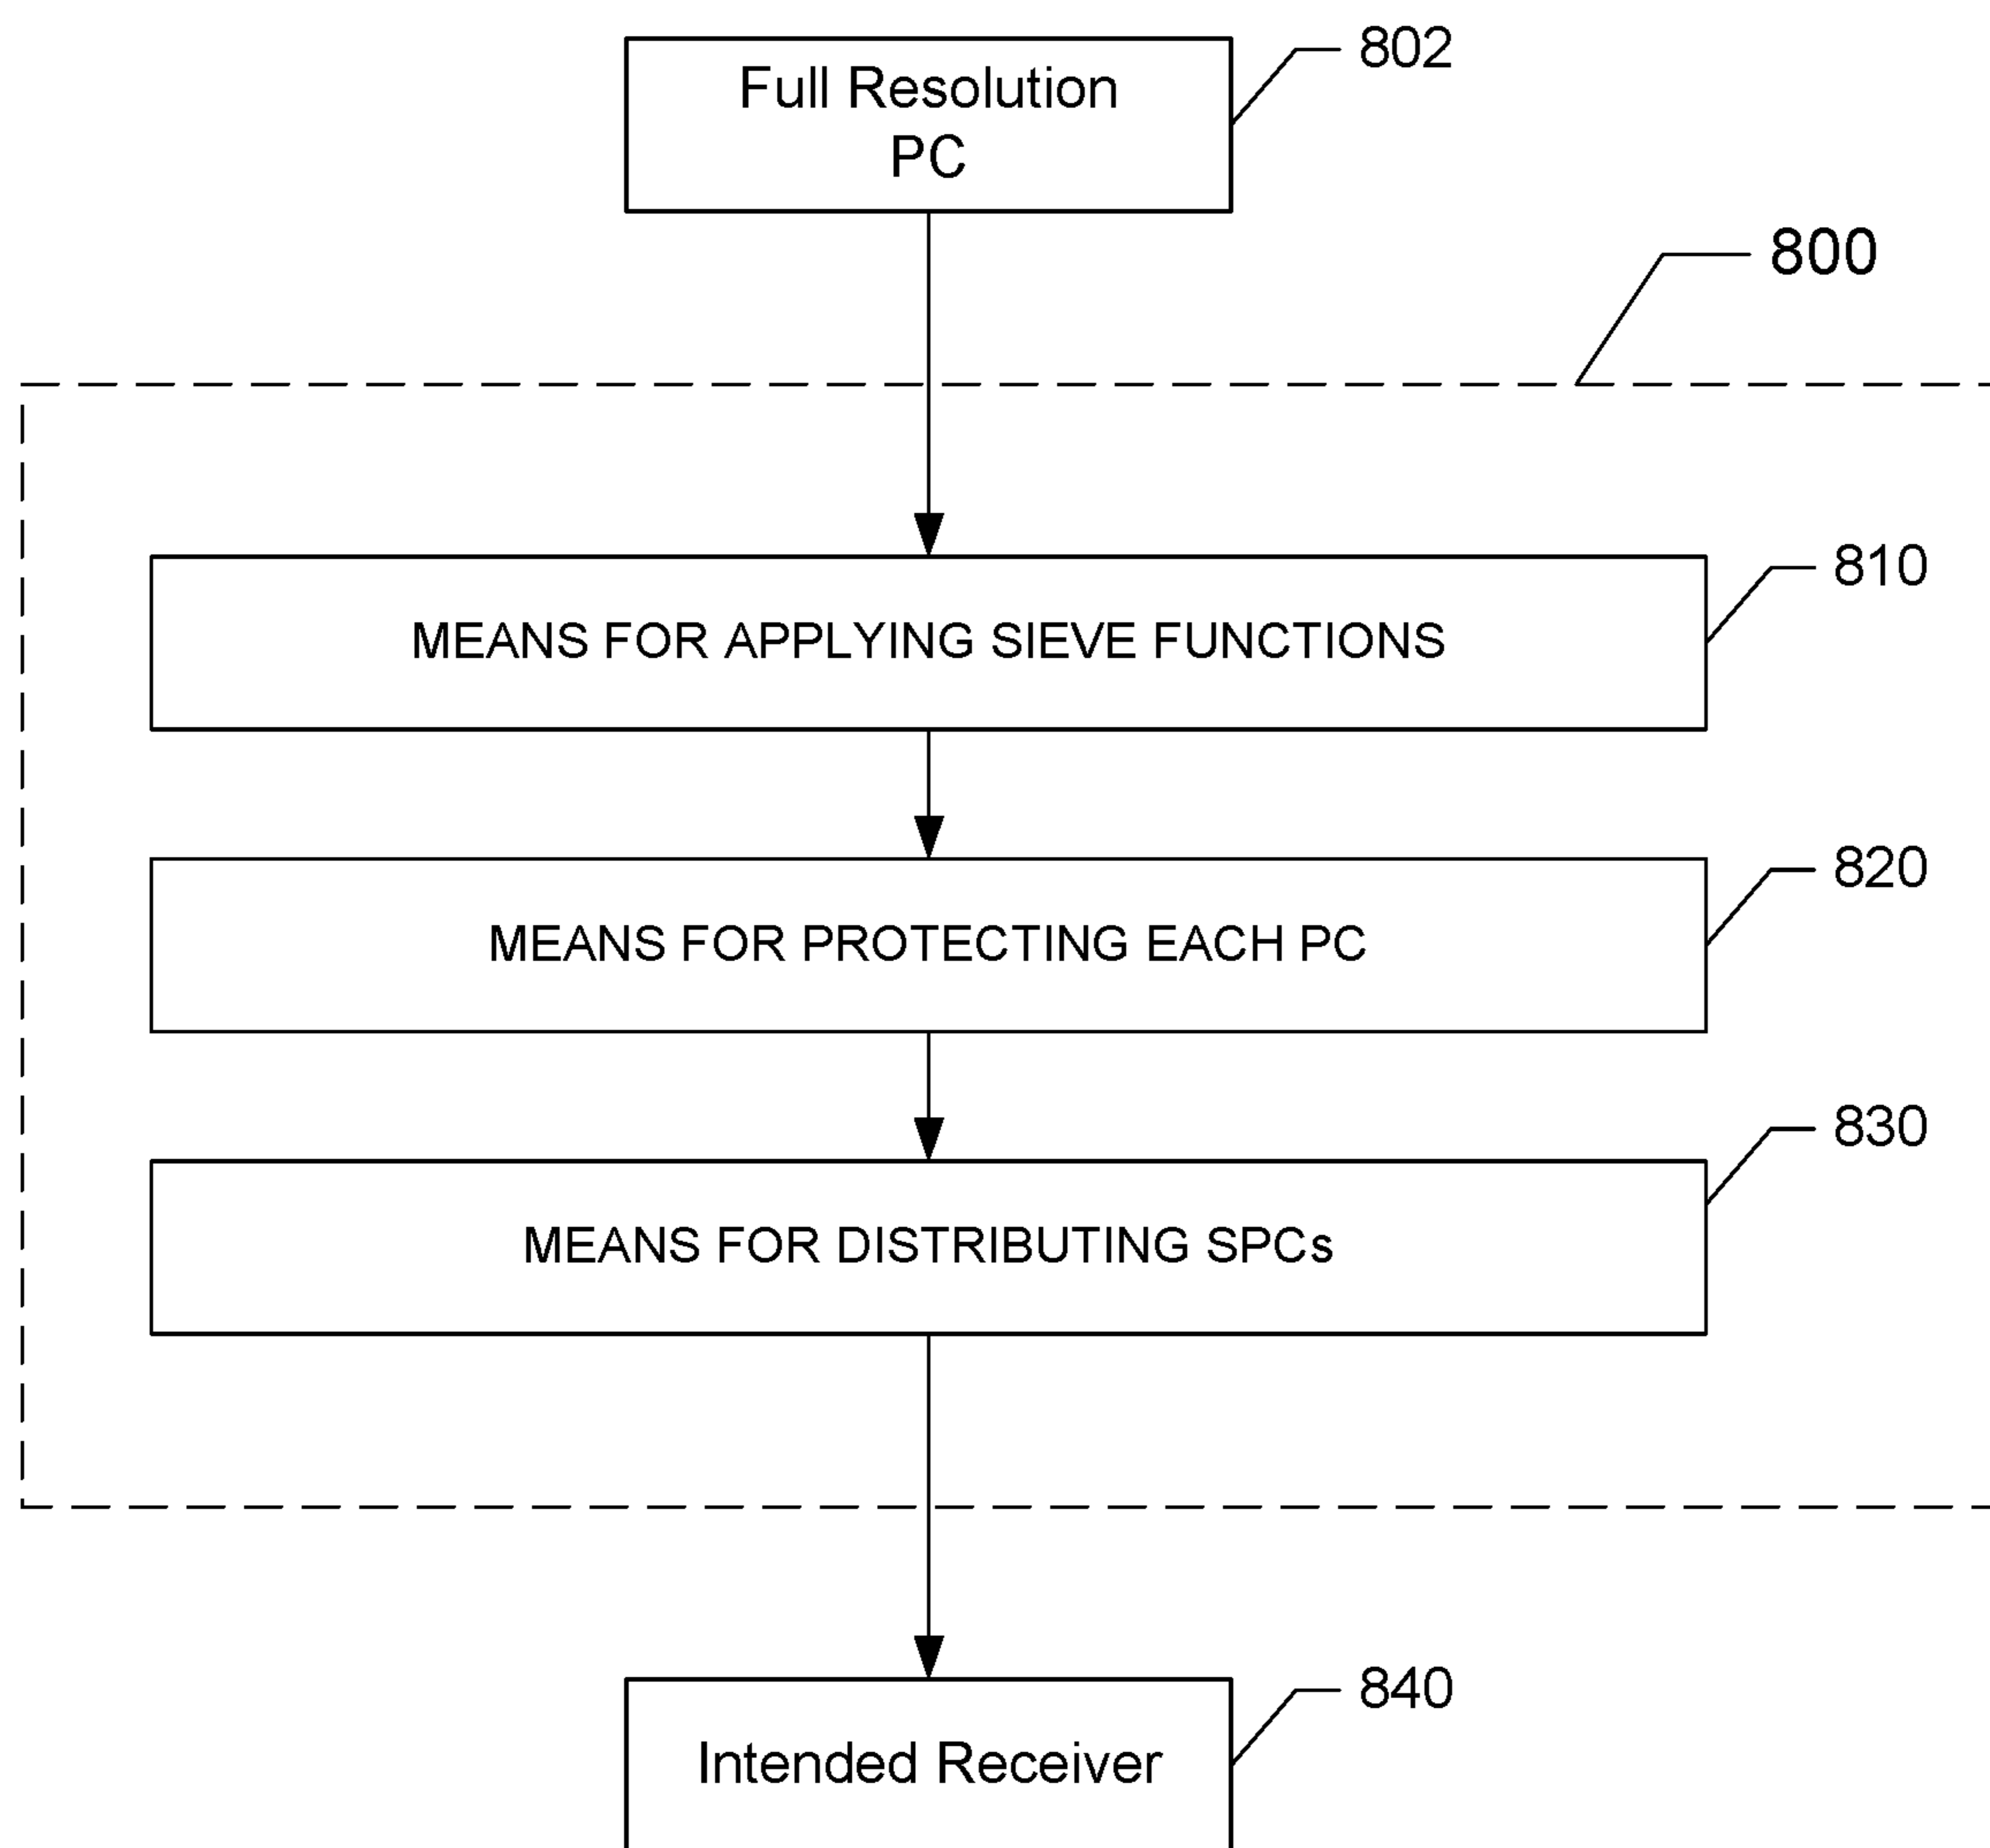 802
Full Resolution
PC
800
810
MEANS FOR APPLYING SIEVE FUNCTIONS
820
MEANS FOR PROTECTING EACH PC
830
MEANS FOR DISTRIBUTING SPCs
840
Intended Receiver